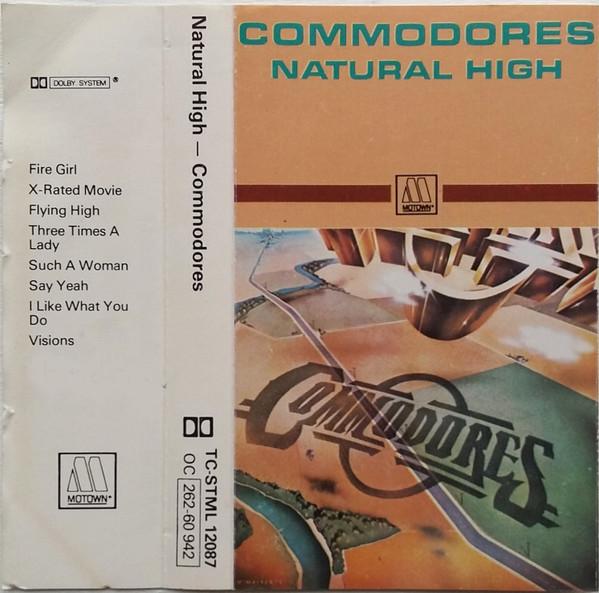 DOLBY SYSTEM ®
Fire Girl
X-Rated Movie
Flying High
Three Times A
Lady
Such A Woman
Say Yeah
I Like What You
Do
Visions
M
MOTOWN
Natural High — Commodores
TC-STML 12087
OC 262-60 942
COMMODORES
NATURAL HIGH
M
MOTOWN
COMMODORES